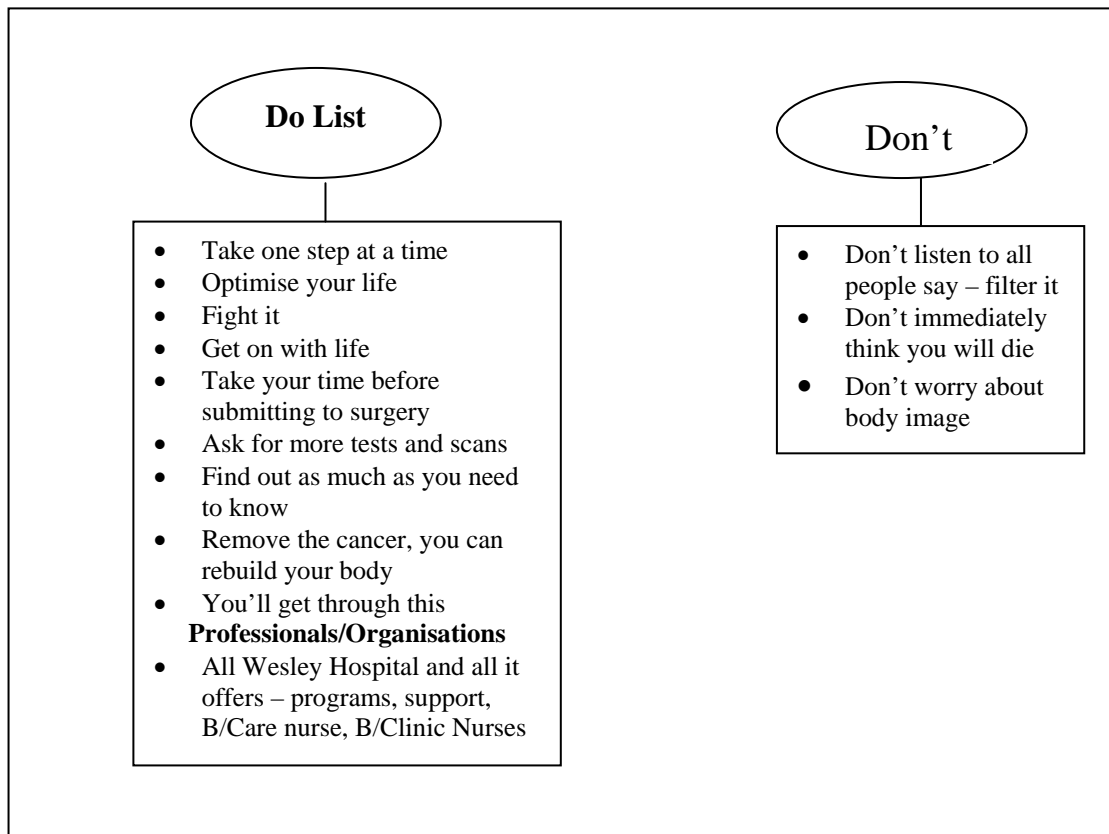 Do List
• Take one step at a time
• Optimise your life
• Fight it
• Get on with life
• Take your time before
submitting to surgery
• Ask for more tests and scans
• Find out as much as you need
to know
• Remove the cancer, you can
rebuild your body
• You’ll get through this
Professionals/Organisations
• All Wesley Hospital and all it
offers – programs, support,
B/Care nurse, B/Clinic Nurses
Don’t
• Don’t listen to all
people say – filter it
• Don’t immediately
think you will die
• Don’t worry about
body image